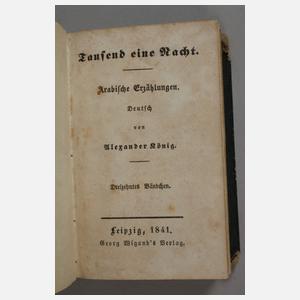 Tausend eine Nacht.
Arabische Erzählungen.
Deutsch
von
Alexander König.
Dreizehntes Bändchen.
Leipzig, 1841.
Georg Wigand's Verlag.